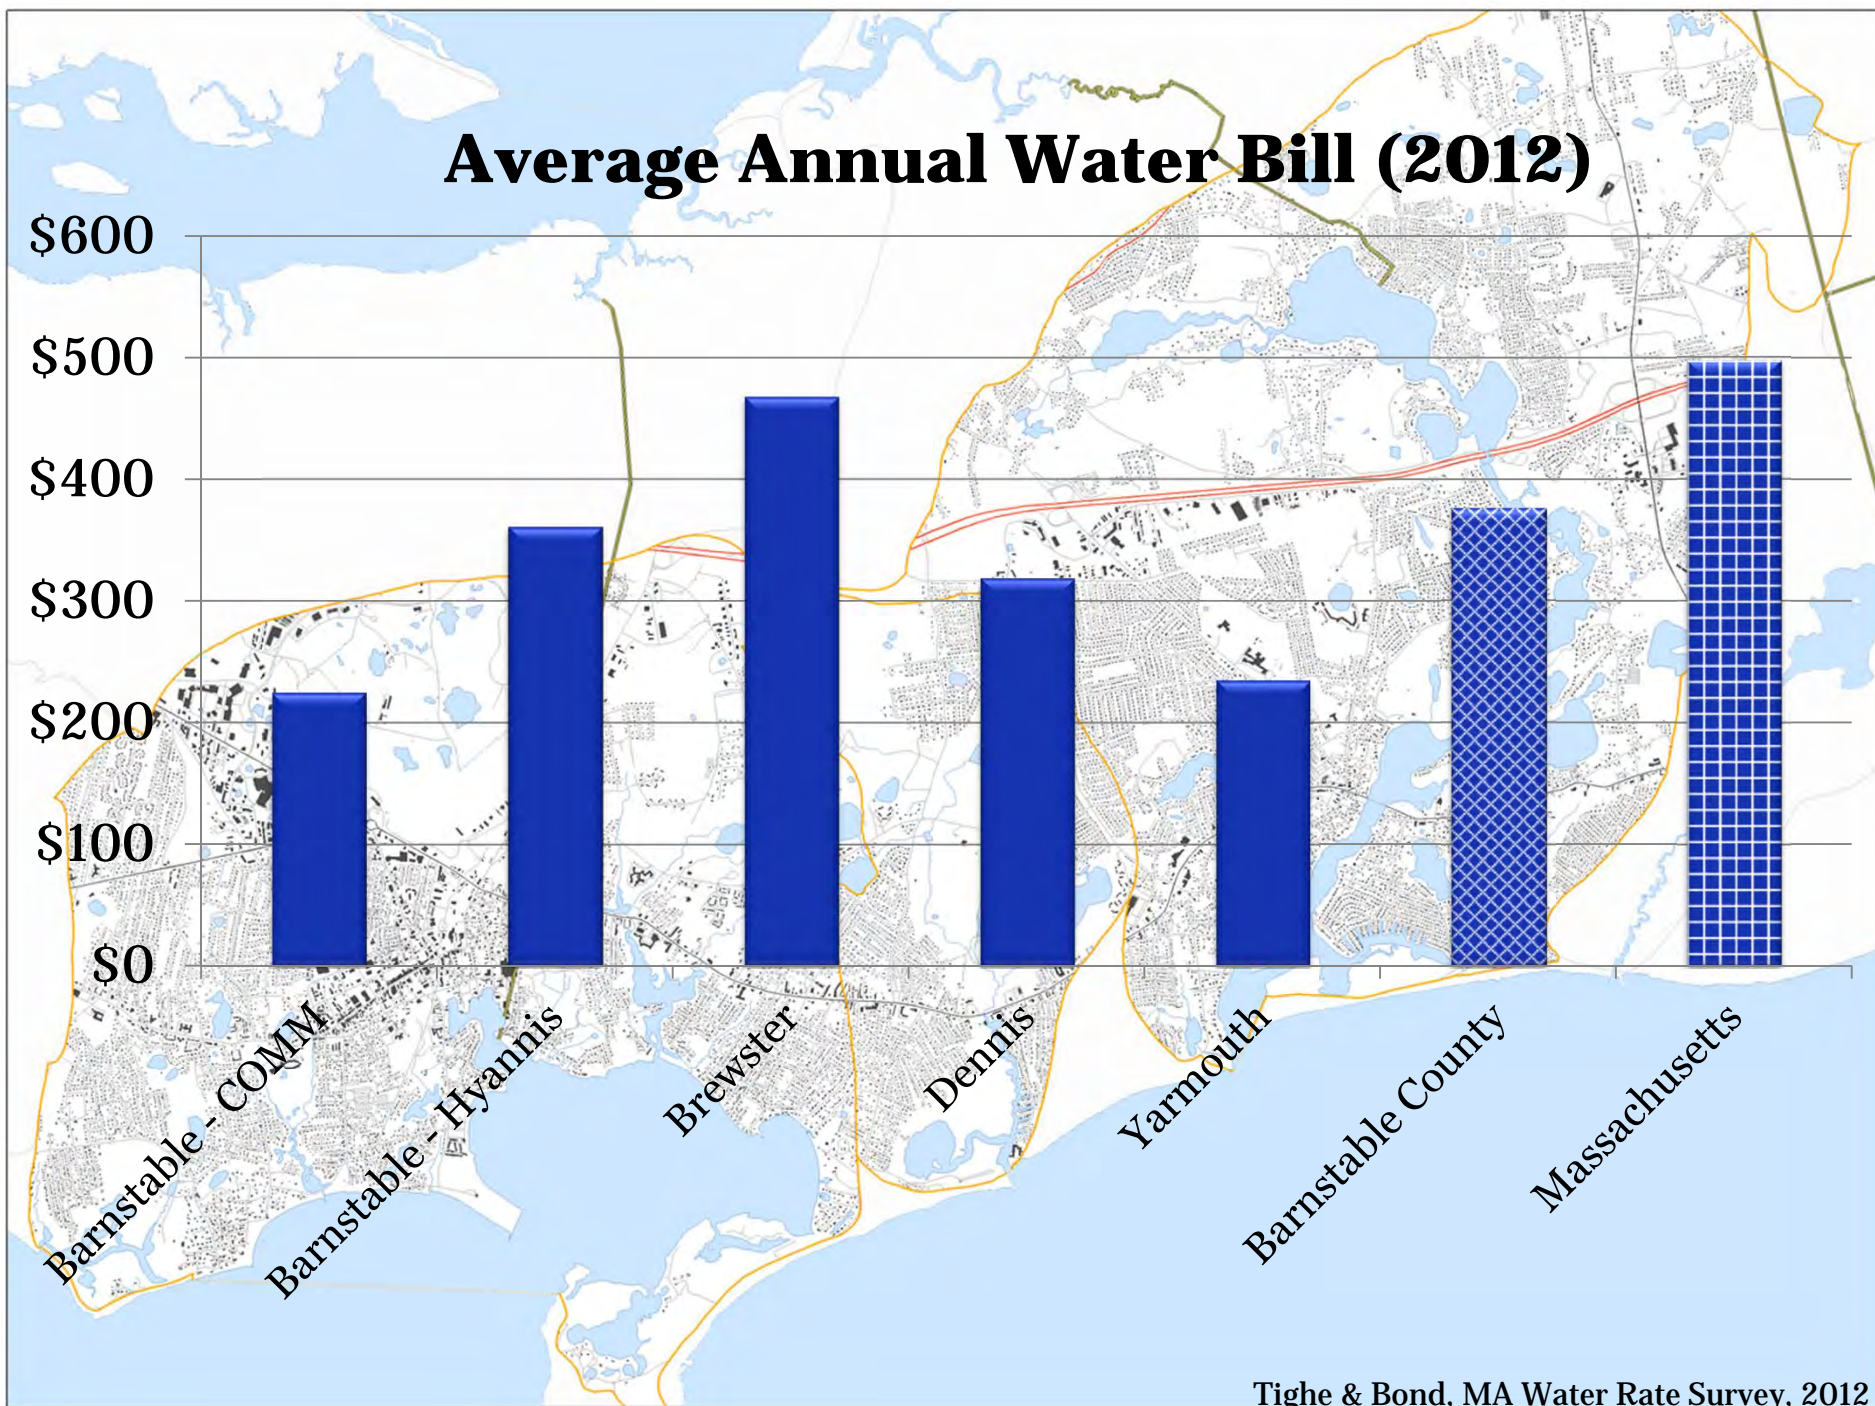 Average Annual Water Bill (2012)
$600
$500
$400
$300
$200
$100
$0
Barnstable - COMM
Barnstable - Hyannis
Brewster
Dennis
Yarmouth
Barnstable County
Massachusetts
Tighe & Bond, MA Water Rate Survey, 2012